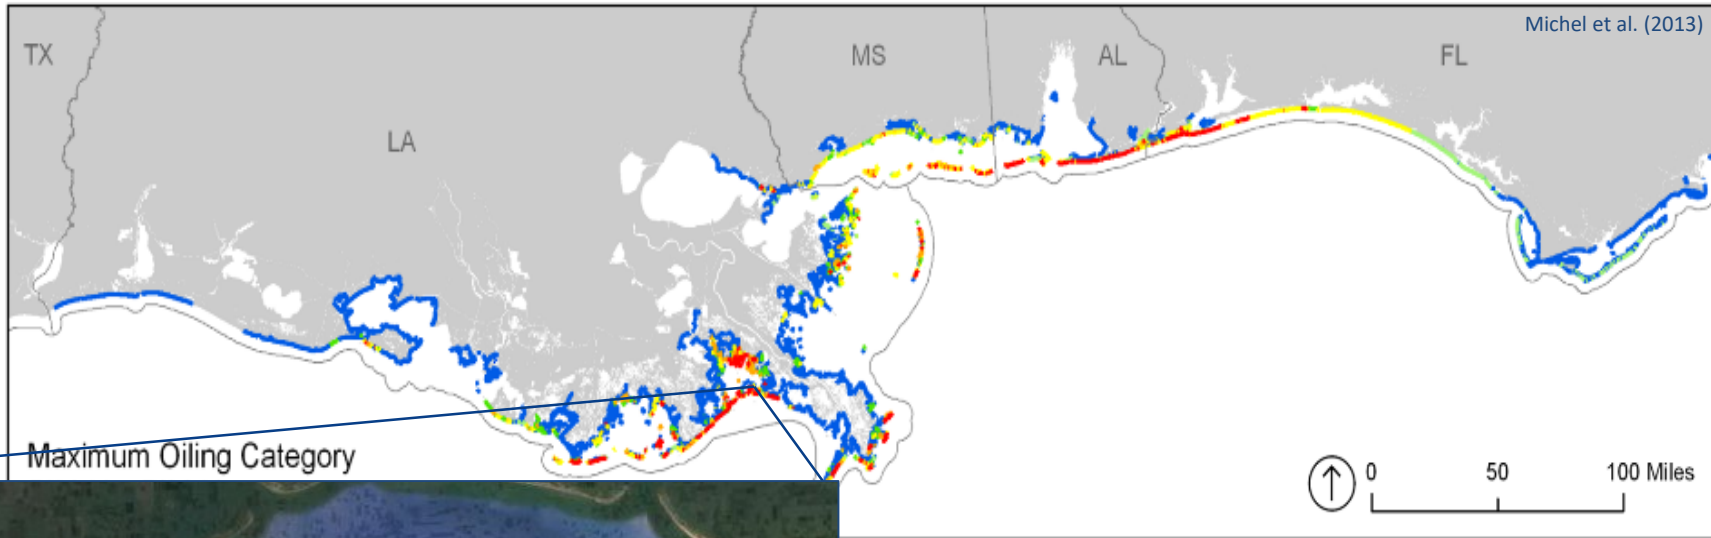 Michel et al. (2013)
TX
MS
AL
FL
LA
Maximum Oiling Category
0 50 100 Miles